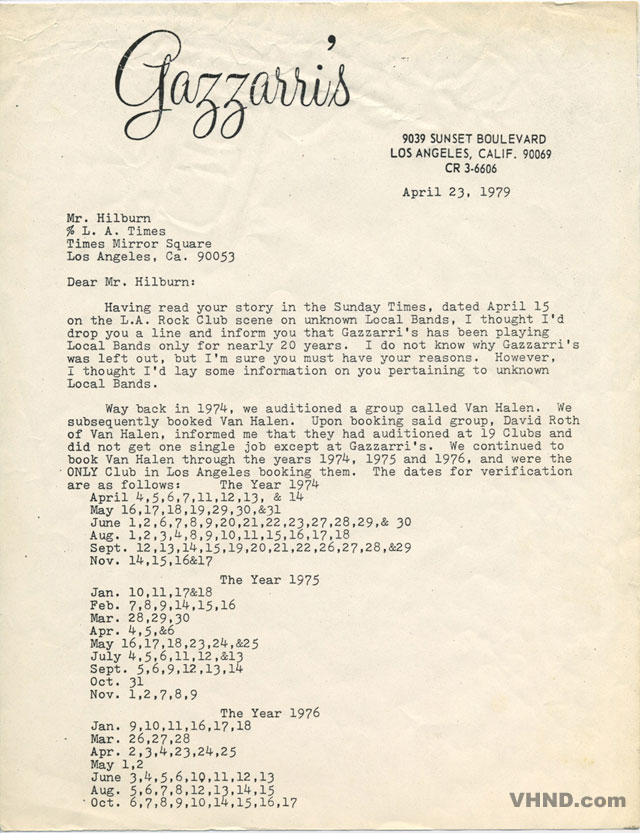 Gazzarri's
9039 SUNSET BOULEVARD
LOS ANGELES, CALIF. 90069
CR 3-6606
April 23, 1979
Mr. Hilburn
% L. A. Times
Times Mirror Square
Los Angeles, Ca. 90053
Dear Mr. Hilburn:
Having read your story in the Sunday Times, dated April 15
on the L.A. Rock Club scene on unknown Local Bands, I thought I'd
drop you a line and inform you that Gazzarri's has been playing
Local Bands only for nearly 20 years. I do not know why Gazzarri's
was left out, but I'm sure you must have your reasons. However,
I thought I'd lay some information on you pertaining to unknown
Local Bands.
Way back in 1974, we auditioned a group called Van Halen. We
subsequently booked Van Halen. Upon booking said group, David Roth
of Van Halen, informed me that they had auditioned at 19 Clubs and
did not get one single job except at Gazzarri's. We continued to
book Van Halen through the years 1974, 1975 and 1976, and were the
ONLY Club in Los Angeles booking them. The dates for verification
are as follows: The Year 1974
April 4,5,6,7,11,12,13, & 14
May 16,17,18,19,29,30,&31
June 1,2,6,7,8,9,20,21,22,23,27,28,29,& 30
Aug. 1,2,3,4,8,9,10,11,15,16,17,18
Sept. 12,13,14,15,19,20,21,22,26,27,28,&29
Nov. 14,15,16&17
The Year 1975
Jan. 10,11,17&18
Feb. 7,8,9,14,15,16
Mar. 28,29,30
Apr. 4,5,&6
May 16,17,18,23,24,&25
July 4,5,6,11,12,&13
Sept. 5,6,9,12,13,14
Oct. 31
Nov. 1,2,7,8,9
The Year 1976
Jan. 9,10,11,16,17,18
Mar. 26,27,28
Apr. 2,3,4,23,24,25
May 1,2
June 3,4,5,6,10,11,12,13
Aug. 5,6,7,8,12,13,14,15
Oct. 6,7,8,9,10,14,15,16,17
VHND.com